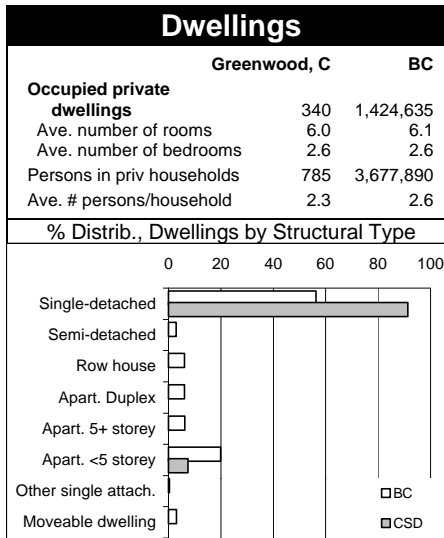 Dwellings
Greenwood, C BC
Occupied private
dwellings 340 1,424,635
Ave. number of rooms 6.0 6.1
Ave. number of bedrooms 2.6 2.6
Persons in priv households 785 3,677,890
Ave. # persons/household 2.3 2.6
% Distrib., Dwellings by Structural Type
0 20 40 60 80 100
Single-detached
Semi-detached
Row house
Apart. Duplex
Apart. 5+ storey
Apart. <5 storey
Other single attach.
Moveable dwelling
BC
CSD